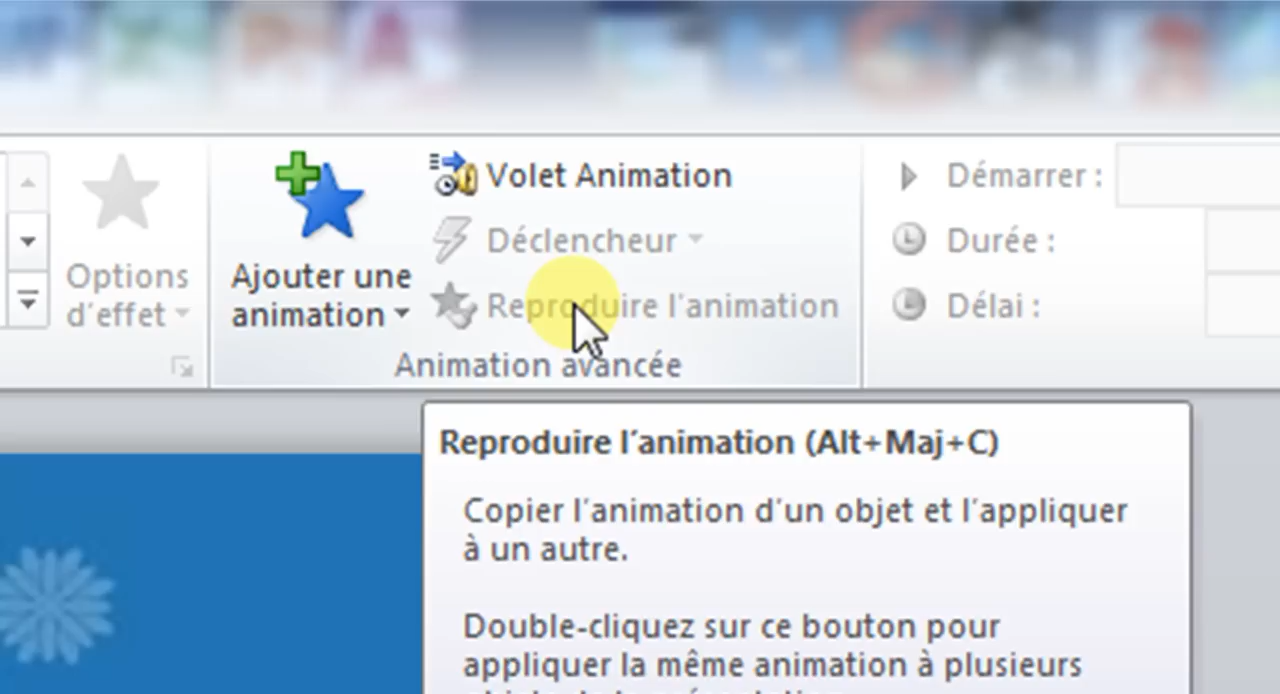 Options
d'effet
Ajouter une
animation
Volet Animation
Déclencheur
Reproduire l'animation
Animation avancée
Démarrer :
Durée :
Délai :
Reproduire l'animation (Alt+Maj+C)
Copier l'animation d'un objet et l'appliquer
à un autre.
Double-cliquez sur ce bouton pour
appliquer la même animation à plusieurs